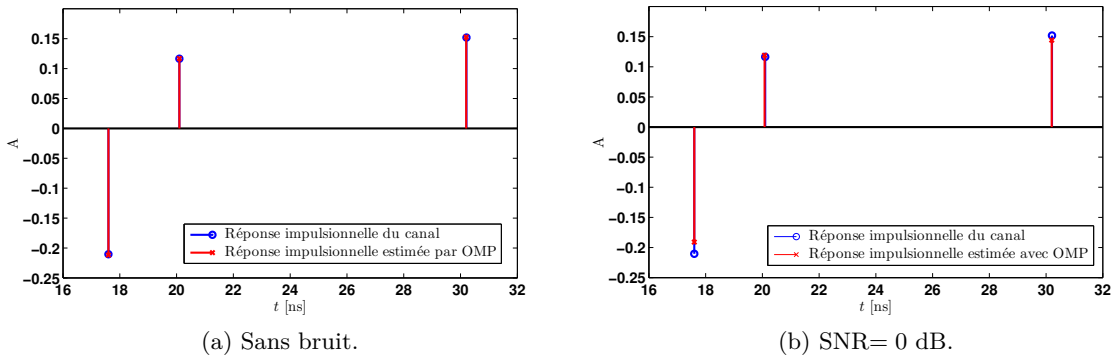 0.15
0.1
0.05
0
−0.05
−0.1
−0.15
−0.2
−0.25
A
16 18 20 22 24 26 28 30 32
t [ns]
Réponse impulsionnelle du canal
Réponse impulsionnelle estimée par OMP
(a) Sans bruit.
0.15
0.1
0.05
0
−0.05
−0.1
−0.15
−0.2
−0.25
A
16 18 20 22 24 26 28 30 32
t [ns]
Réponse impulsionnelle du canal
Réponse impulsionnelle estimée avec OMP
(b) SNR= 0 dB.